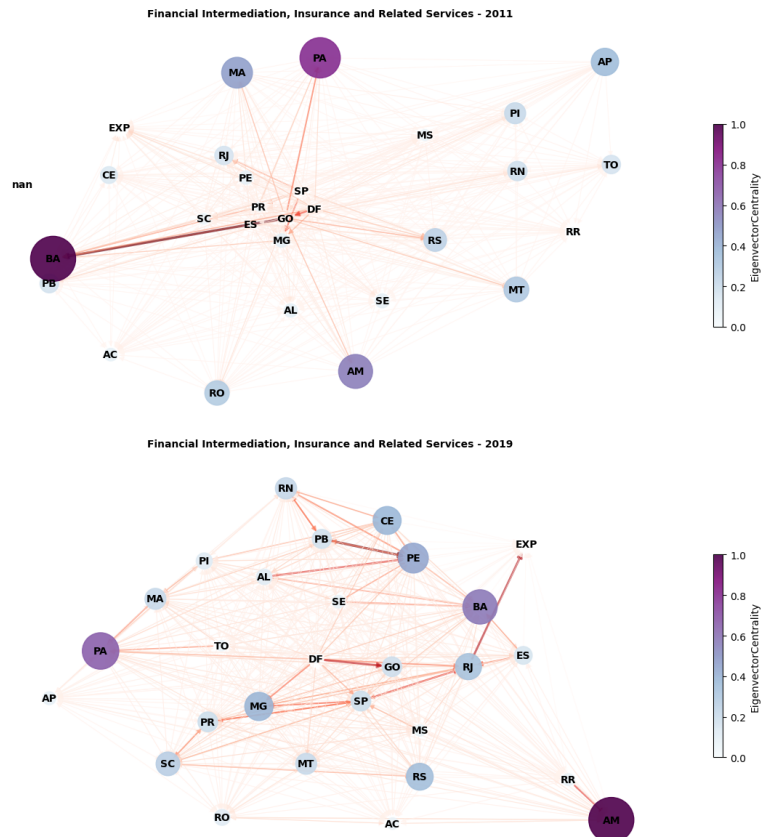 Financial Intermediation, Insurance and Related Services - 2011
PA
AP
MA
PI
EXP
MS
RJ
TO
CE
PE
RN
nan
SP
PR
DF
SC
GO
ES
RR
MG
RS
BA
PB
MT
SE
AL
AC
AM
RO
1.0
0.8
0.6
0.4
0.2
0.0
EigenvectorCentrality
Financial Intermediation, Insurance and Related Services - 2019
RN
CE
PB
EXP
PI
PE
AL
MA
SE
BA
TO
PA
ES
DF
GO
RJ
AP
SP
MG
PR
MS
SC
MT
RS
RR
RO
AM
AC
1.0
0.8
0.6
0.4
0.2
0.0
EigenvectorCentrality